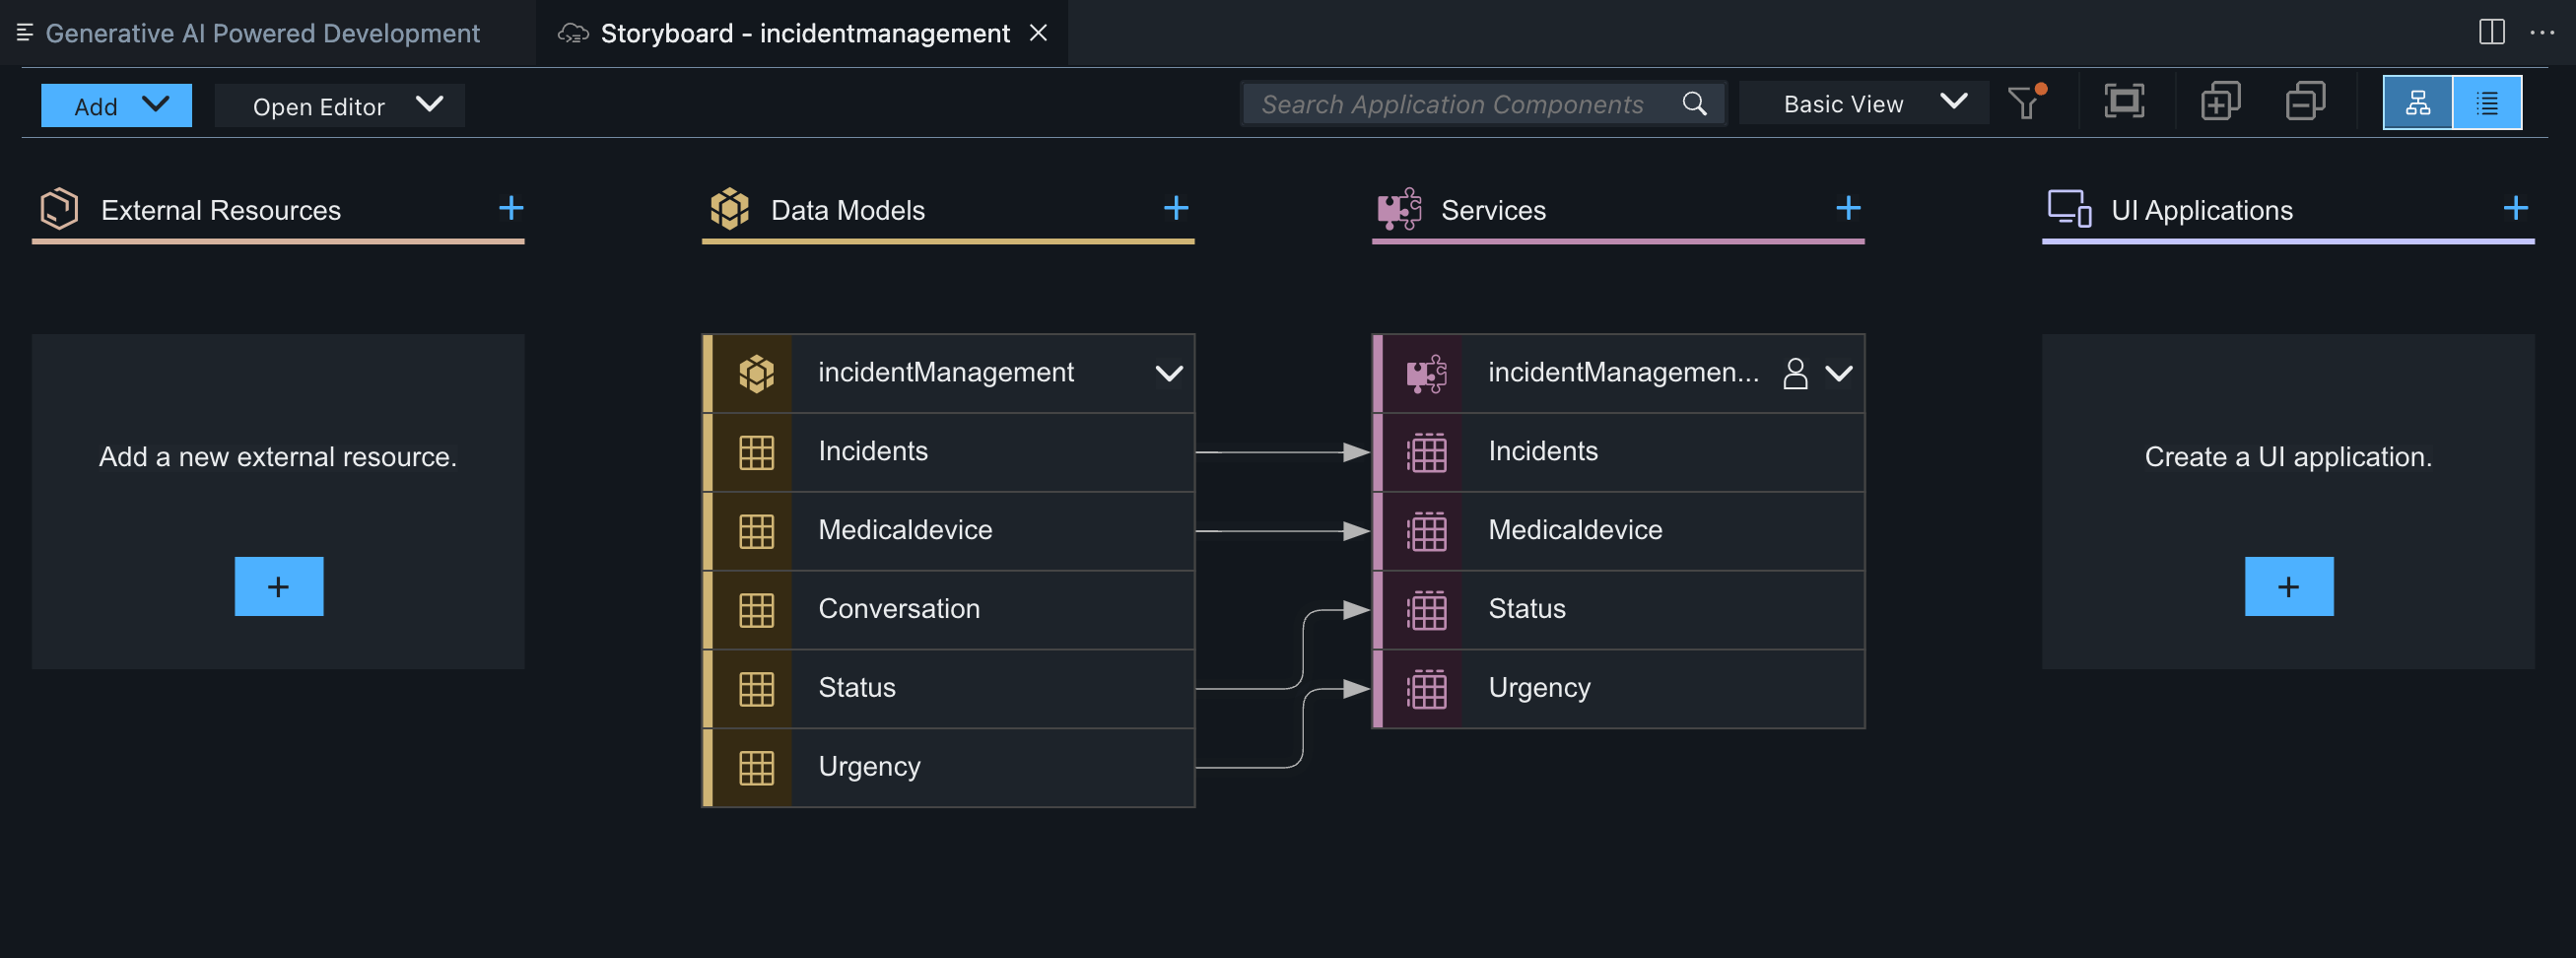 Generative AI Powered Development
Storyboard - incidentmanagement
Add
Open Editor
Search Application Components
Basic View
External Resources
Data Models
Services
UI Applications
Add a new external resource.
incidentManagement
Incidents
Medicaldevice
Conversation
Status
Urgency
incidentManagemen...
Incidents
Medicaldevice
Status
Urgency
Create a UI application.